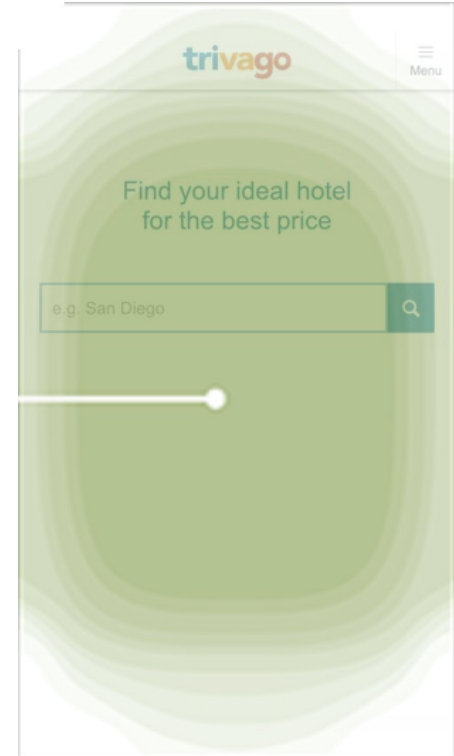 trivago
Menu
Find your ideal hotel
for the best price
e.g. San Diego